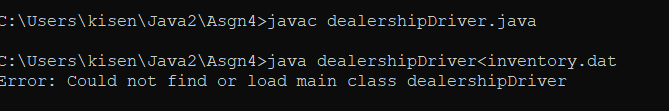 C:\Users\kisen\Java2\Asgn4>javac dealershipDriver.java
C:\Users\kisen\Java2\Asgn4>java dealershipDriver<inventory.dat
Error: Could not find or load main class dealershipDriver